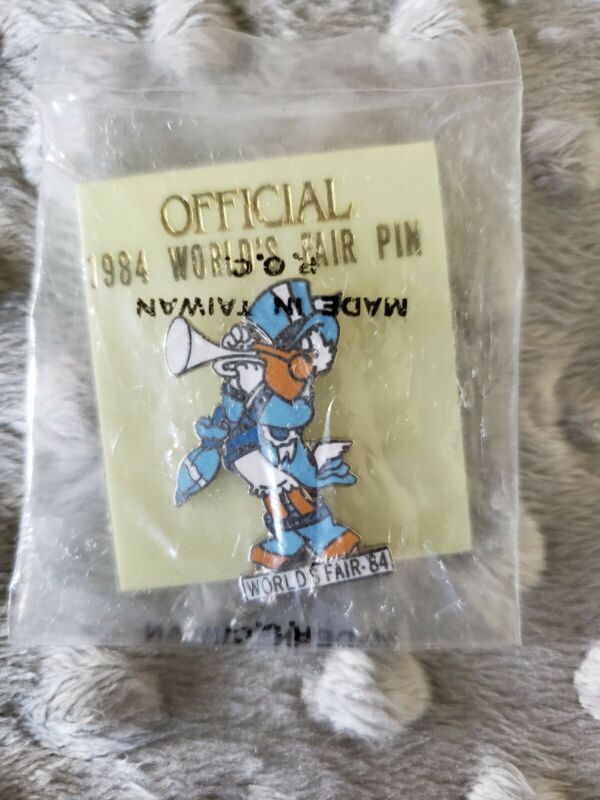 OFFICIAL
1984 WORLD'S FAIR PIN
R.O.C.
MADE IN TAIWAN
WORLD'S FAIR·84